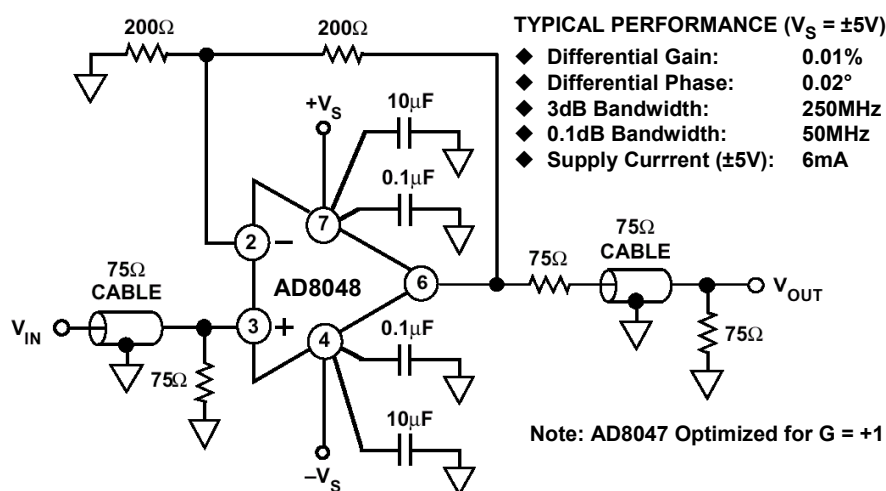 200Ω
200Ω
TYPICAL PERFORMANCE (VS = ±5V)
◆ Differential Gain: 0.01%
◆ Differential Phase: 0.02°
◆ 3dB Bandwidth: 250MHz
◆ 0.1dB Bandwidth: 50MHz
◆ Supply Currrent (±5V): 6mA
+VS
10μF
0.1μF
7
2
−
AD8048
6
3
+
4
75Ω
CABLE
VIN
75Ω
75Ω
75Ω
CABLE
VOUT
75Ω
0.1μF
10μF
–VS
Note: AD8047 Optimized for G = +1